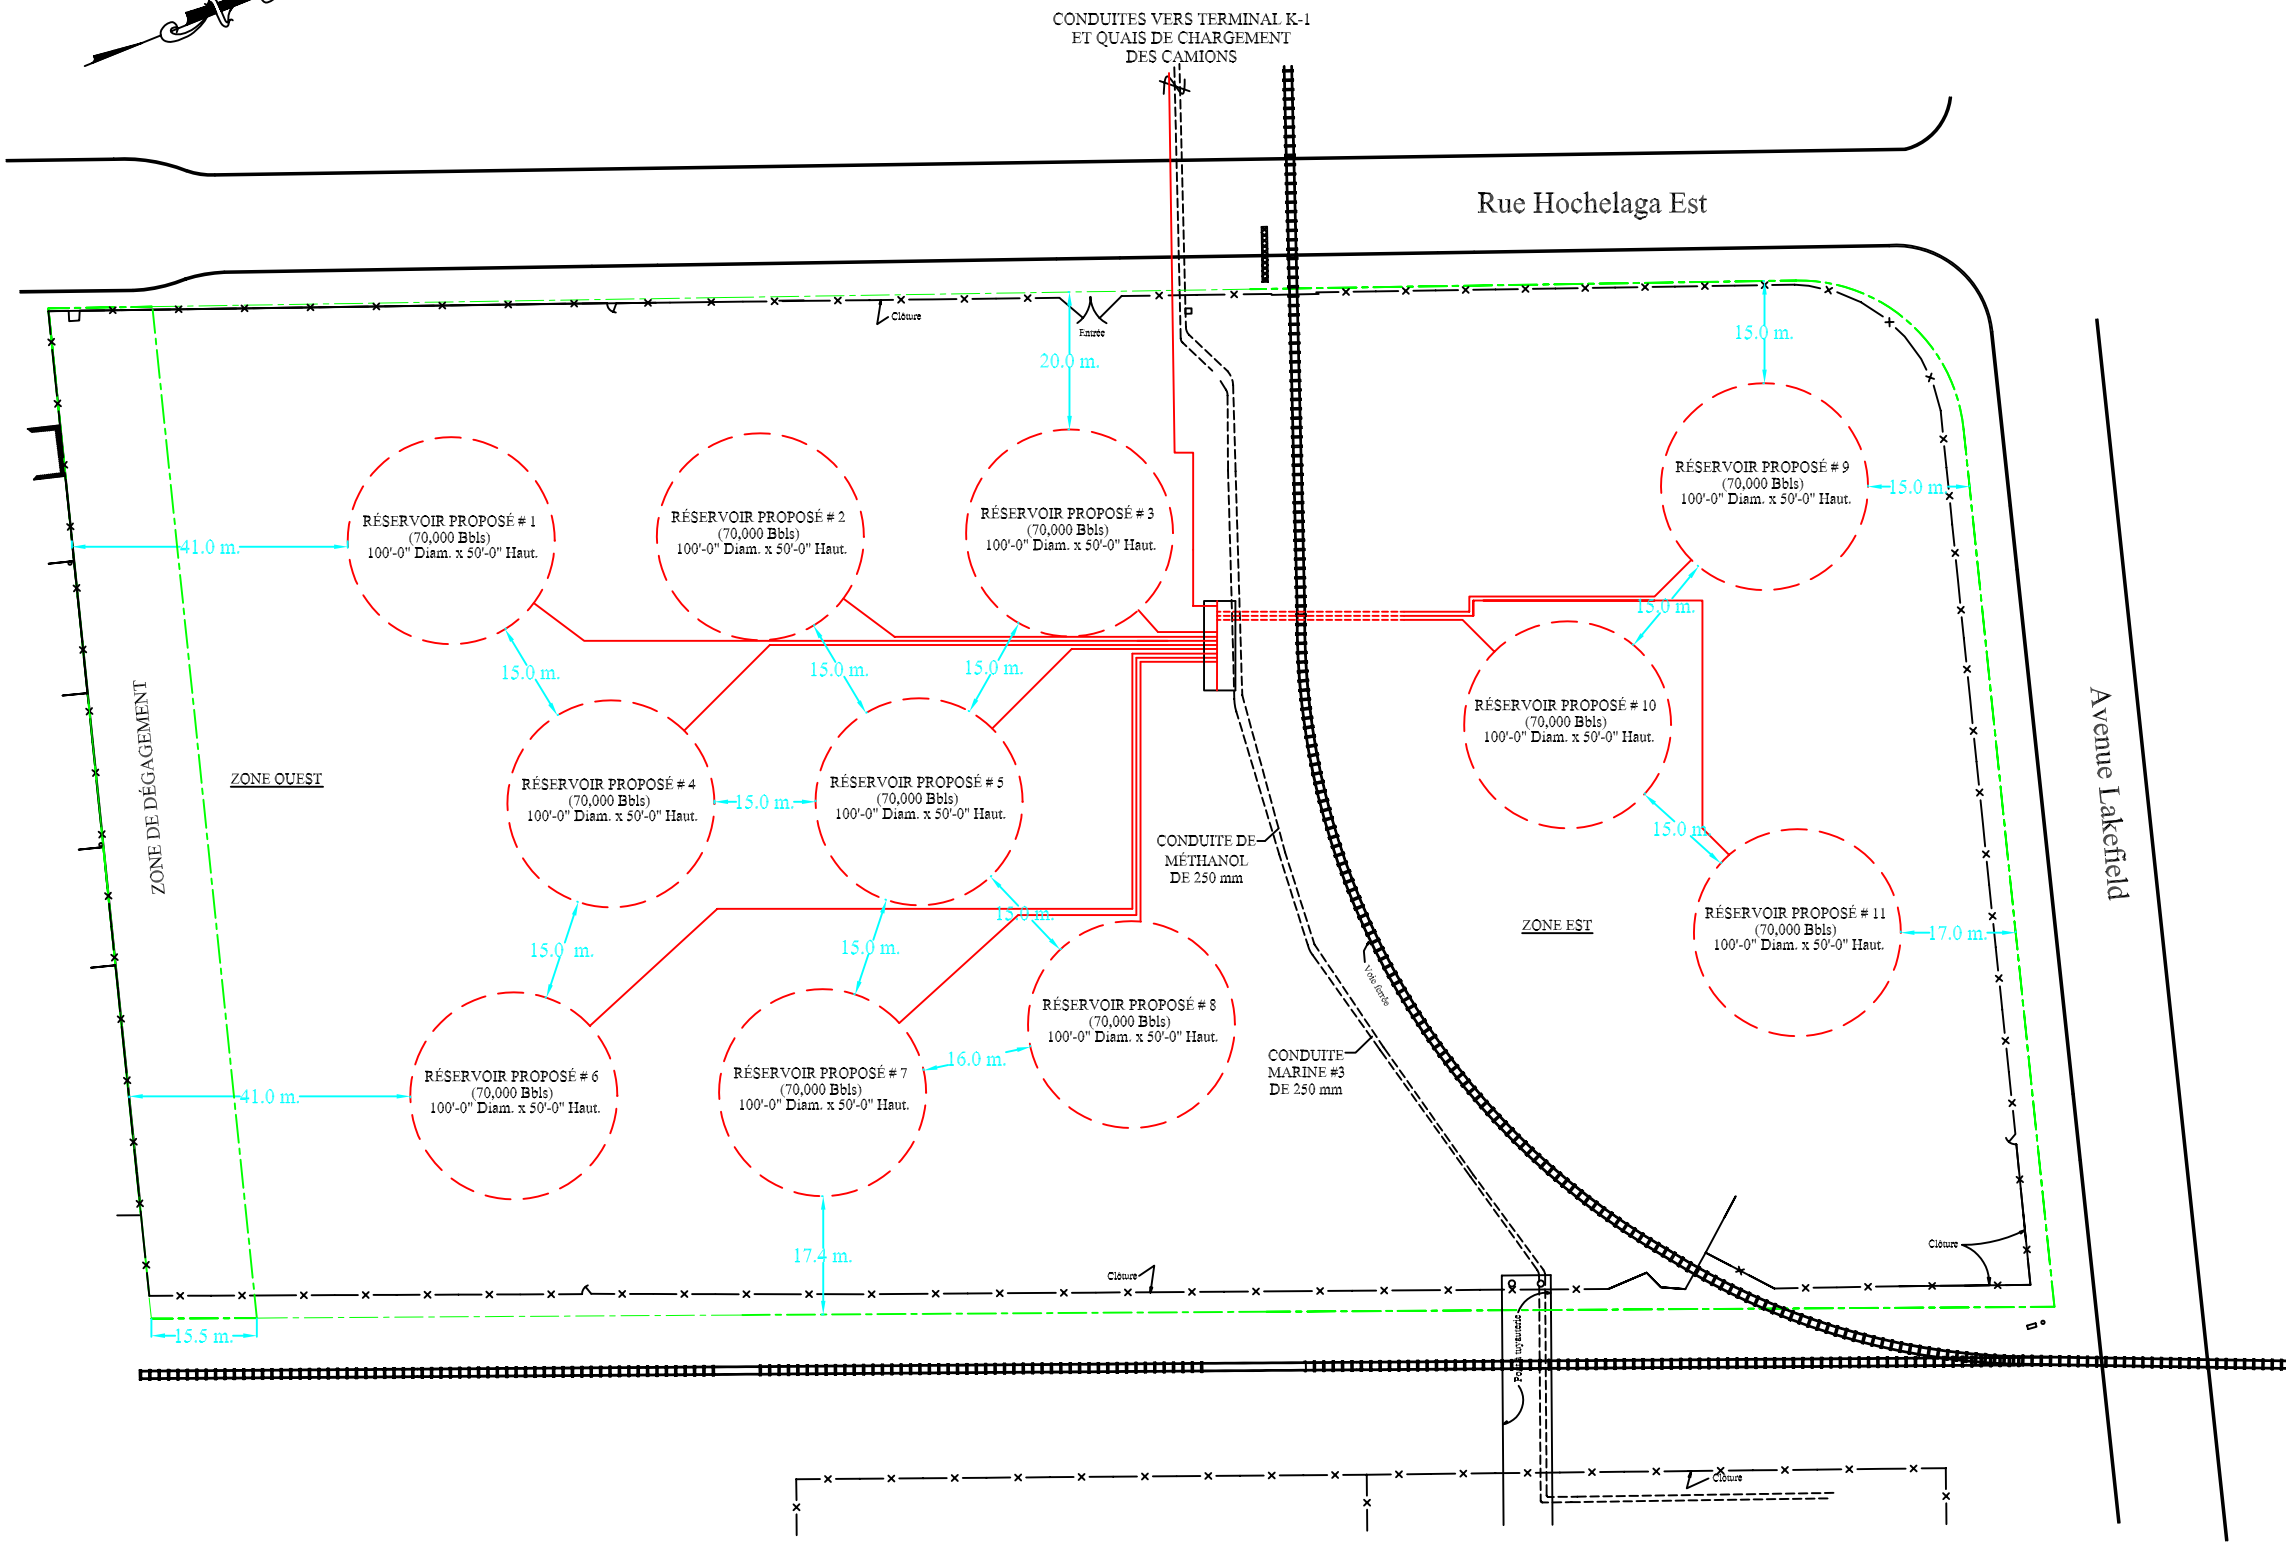 CONDUITES VERS TERMINAL K-1
ET QUAIS DE CHARGEMENT
DES CAMIONS
Rue Hochelaga Est
Clôture
Entrée
20.0 m.
15.0 m.
RÉSERVOIR PROPOSÉ # 1
(70,000 Bbls)
100'-0" Diam. x 50'-0" Haut.
RÉSERVOIR PROPOSÉ # 2
(70,000 Bbls)
100'-0" Diam. x 50'-0" Haut.
RÉSERVOIR PROPOSÉ # 3
(70,000 Bbls)
100'-0" Diam. x 50'-0" Haut.
RÉSERVOIR PROPOSÉ # 9
(70,000 Bbls)
100'-0" Diam. x 50'-0" Haut.
15.0 m.
41.0 m.
15.0 m.
15.0 m.
15.0 m.
15.0 m.
ZONE DE DÉGAGEMENT
ZONE OUEST
RÉSERVOIR PROPOSÉ # 4
(70,000 Bbls)
100'-0" Diam. x 50'-0" Haut.
15.0 m.
RÉSERVOIR PROPOSÉ # 5
(70,000 Bbls)
100'-0" Diam. x 50'-0" Haut.
RÉSERVOIR PROPOSÉ # 10
(70,000 Bbls)
100'-0" Diam. x 50'-0" Haut.
Avenue Lakefield
CONDUITE DE
MÉTHANOL
DE 250 mm
15.0 m.
15.0 m.
15.0 m.
15.0 m.
ZONE EST
RÉSERVOIR PROPOSÉ # 11
(70,000 Bbls)
100'-0" Diam. x 50'-0" Haut.
17.0 m.
Voie ferrée
RÉSERVOIR PROPOSÉ # 6
(70,000 Bbls)
100'-0" Diam. x 50'-0" Haut.
RÉSERVOIR PROPOSÉ # 7
(70,000 Bbls)
100'-0" Diam. x 50'-0" Haut.
RÉSERVOIR PROPOSÉ # 8
(70,000 Bbls)
100'-0" Diam. x 50'-0" Haut.
16.0 m.
41.0 m.
CONDUITE
MARINE #3
DE 250 mm
17.4 m.
Clôture
Clôture
15.5 m.
tuyauterie
Clôture